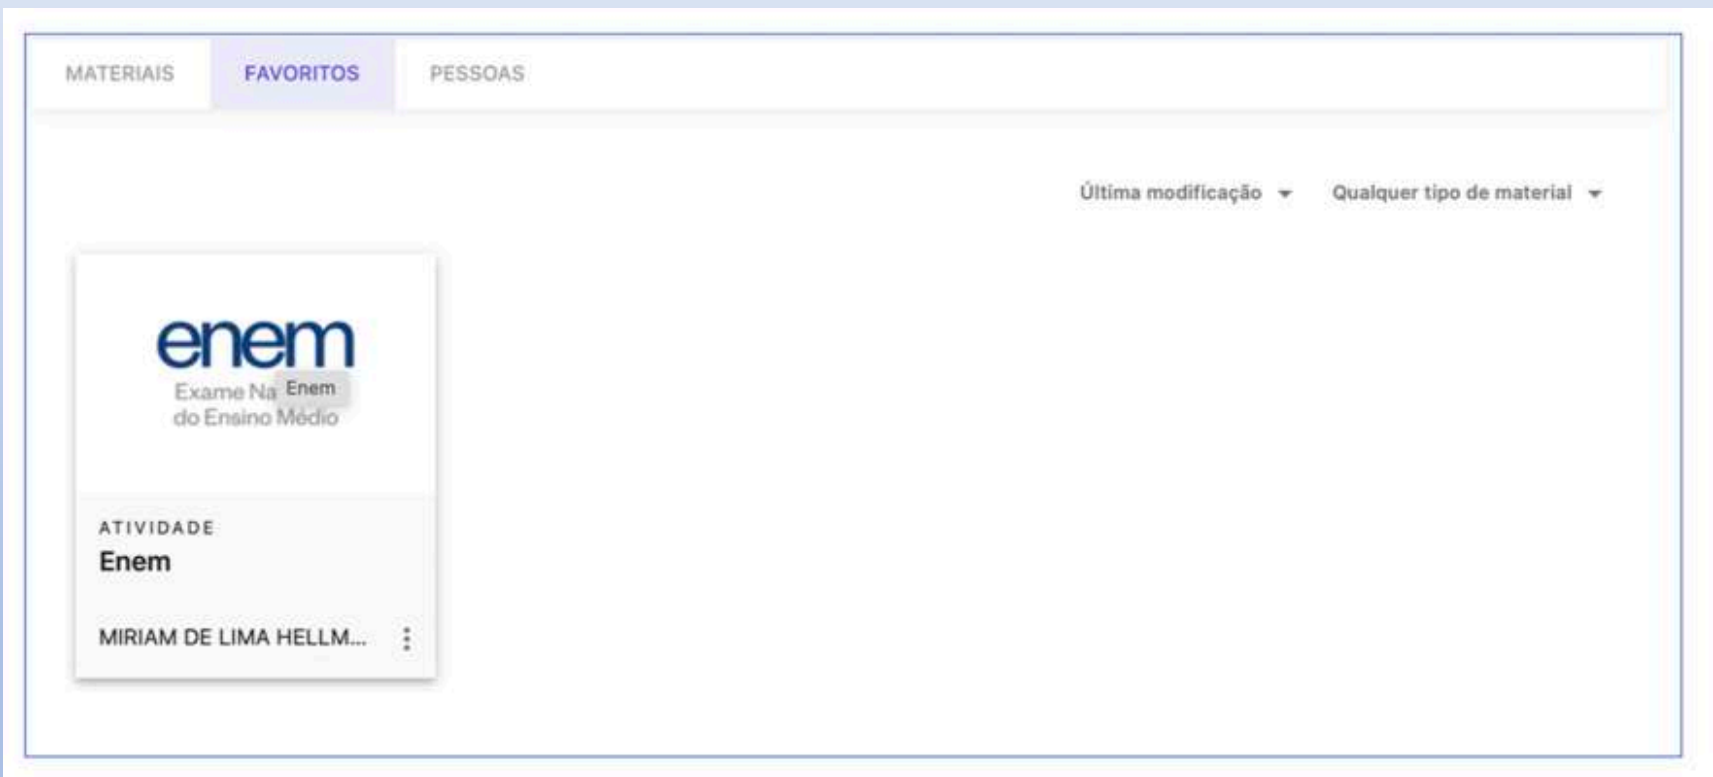 MATERIAIS FAVORITOS PESSOAS
Última modificação Qualquer tipo de material
enem
Exame Na
Enem
do Ensino Médio
ATIVIDADE
Enem
MIRIAM DE LIMA HELLM...